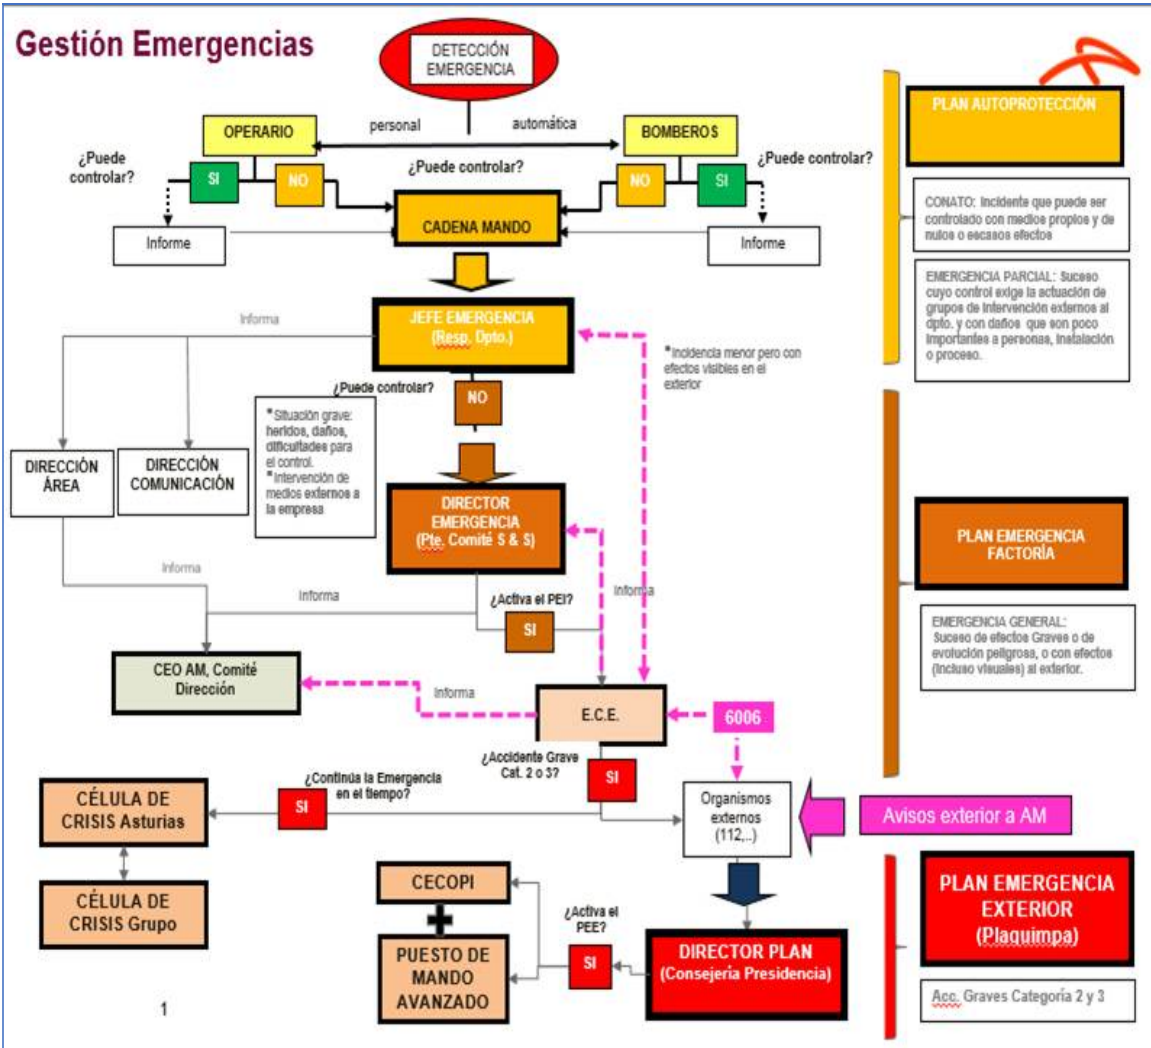 Gestión Emergencias
DETECCIÓN
EMERGENCIA
OPERARIO
personal
automática
BOMBEROS
¿Puede
controlar?
SI
NO
¿Puede controlar?
NO
SI
¿Puede controlar?
CADENA MANDO
Informe
Informe
JEFE EMERGENCIA
(Resp. Dpto.)
Informa
*Incidencia menor pero con
efectos visibles en el
exterior
¿Puede controlar?
NO
*Situación grave:
heridos, daños,
dificultades para
el control.
*Intervención de
medios externos a
la empresa
DIRECCIÓN
ÁREA
DIRECCIÓN
COMUNICACIÓN
DIRECTOR
EMERGENCIA
(Pte. Comité S & S)
Informa
Informa
¿Activa el PEI?
SI
Informa
CEO AM, Comité
Dirección
Informa
E.C.E.
6006
¿Accidente Grave
Cat. 2 o 3?
SI
¿Continúa la Emergencia
en el tiempo?
SI
CÉLULA DE
CRISIS Asturias
CÉLULA DE
CRISIS Grupo
Organismos
externos
(112,..)
Avisos exterior a AM
CECOPI
PUESTO DE
MANDO
AVANZADO
¿Activa el
PEE?
SI
DIRECTOR PLAN
(Consejería Presidencia)
1
PLAN AUTOPROTECCIÓN
CONATO: Incidente que puede ser
controlado con medios propios y de
nulos o escasos efectos
EMERGENCIA PARCIAL: Suceso
cuyo control exige la actuación de
grupos de intervención externos al
dpto. y con daños que son poco
importantes a personas, instalación
o proceso.
PLAN EMERGENCIA
FACTORÍA
EMERGENCIA GENERAL:
Suceso de efectos Graves o de
evolución peligrosa, o con efectos
(incluso visuales) al exterior.
PLAN EMERGENCIA
EXTERIOR
(Plaquimpa)
Acc. Graves Categoría 2 y 3